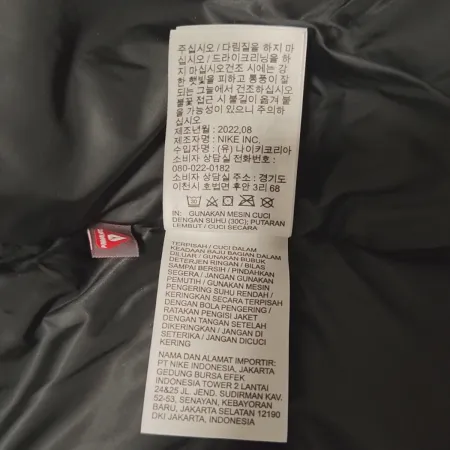 주십시오 / 다림질을 하지 마
십시오 / 드라이크리닝을 하지
마십시오건조 시에는 강
한 햇빛을 피하고 통풍이 잘
되는 그늘에서 건조하십시오
불꽃 접근 시 불길이 옮겨 붙
을 가능성이 있으니 주의하
십시오
제조년월 : 2022,08
제조자명 : NIKE INC.
수입자명 : (유) 나이키코리아
소비자 상담실 전화번호 :
080-022-0182
소비자 상담실 주소 : 경기도
이천시 호법면 후안 3리 68
IN: GUNAKAN MESIN CUCI
DENGAN SUHU (30C); PUTARAN
LEMBUT / CUCI SECARA
TERPISAH / CUCI DALAM
KEADAAN BAJU BAGIAN DALAM
DILUAR / GUNAKAN BUBUK
DETERJEN RINGAN / BILAS
SAMPAI BERSIH / PINDAHKAN
SEGERA / JANGAN GUNAKAN
PEMUTIH / GUNAKAN MESIN
PENGERING SUHU RENDAH /
KERINGKAN SECARA TERPISAH
DENGAN BOLA PENGERING /
RATAKAN PENGISI JAKET
DENGAN TANGAN SETELAH
DIKERINGKAN / JANGAN
DISETRIKA / JANGAN DICUCI
KERING
NAMA DAN ALAMAT IMPORTIR:
PT NIKE INDONESIA, JAKARTA
GEDUNG BURSA EFEK
INDONESIA TOWER 2 LANTAI
24&25 JL. JEND. SUDIRMAN KAV.
52-53, SENAYAN, KEBAYORAN
BARU, JAKARTA SELATAN 12190
DKI JAKARTA, INDONESIA